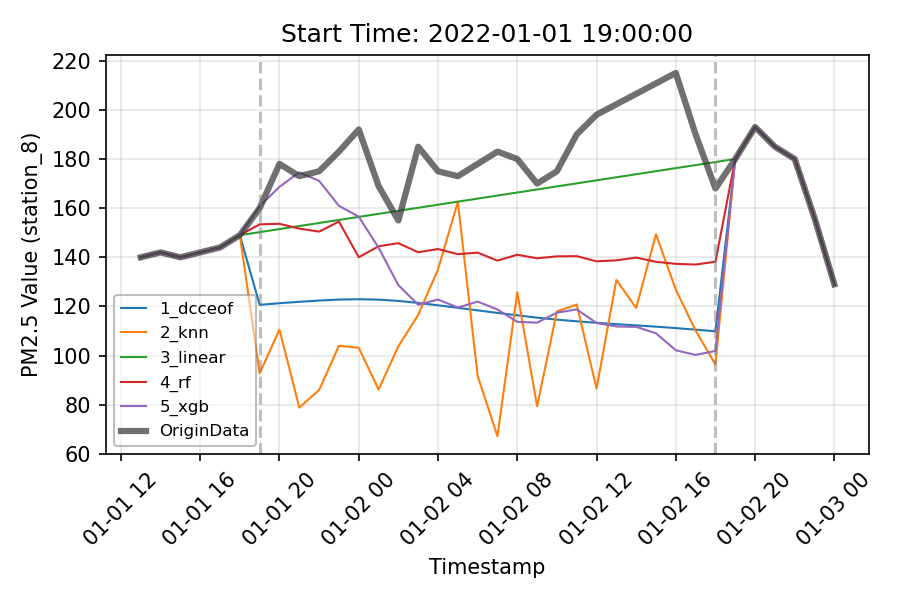 Start Time: 2022-01-01 19:00:00
PM2.5 Value (station_8)
220
200
180
160
140
120
100
80
60
1_dcceof
2_knn
3_linear
4_rf
5_xgb
OriginData
01-01 12
01-01 16
01-01 20
01-02 00
01-02 04
01-02 08
01-02 12
01-02 16
01-02 20
01-03 00
Timestamp